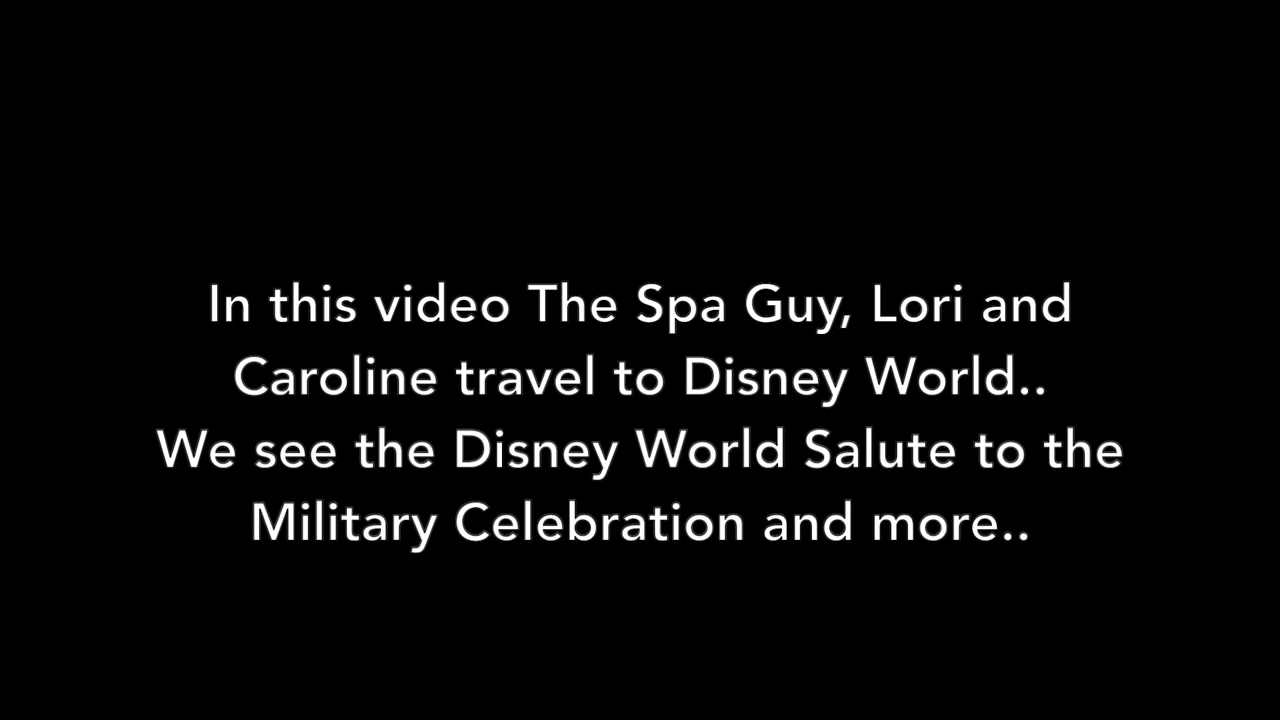 In this video The Spa Guy, Lori and
Caroline travel to Disney World..
We see the Disney World Salute to the
Military Celebration and more..